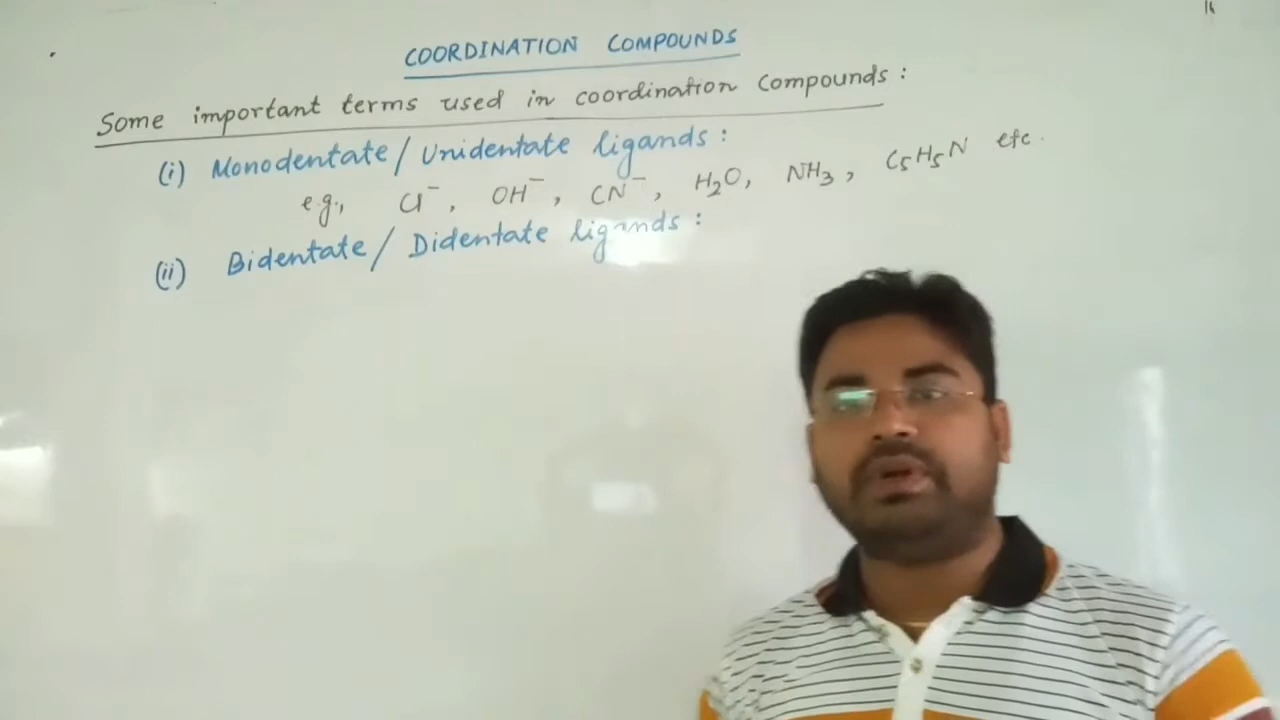 COORDINATION COMPOUNDS
Some important terms used in coordination compounds:
(i) Monodentate/Unidentate ligands:
e.g., Cl⁻, OH⁻, CN⁻, H₂O, NH₃, C₅H₅N etc.
(ii) Bidentate/Didentate ligands: